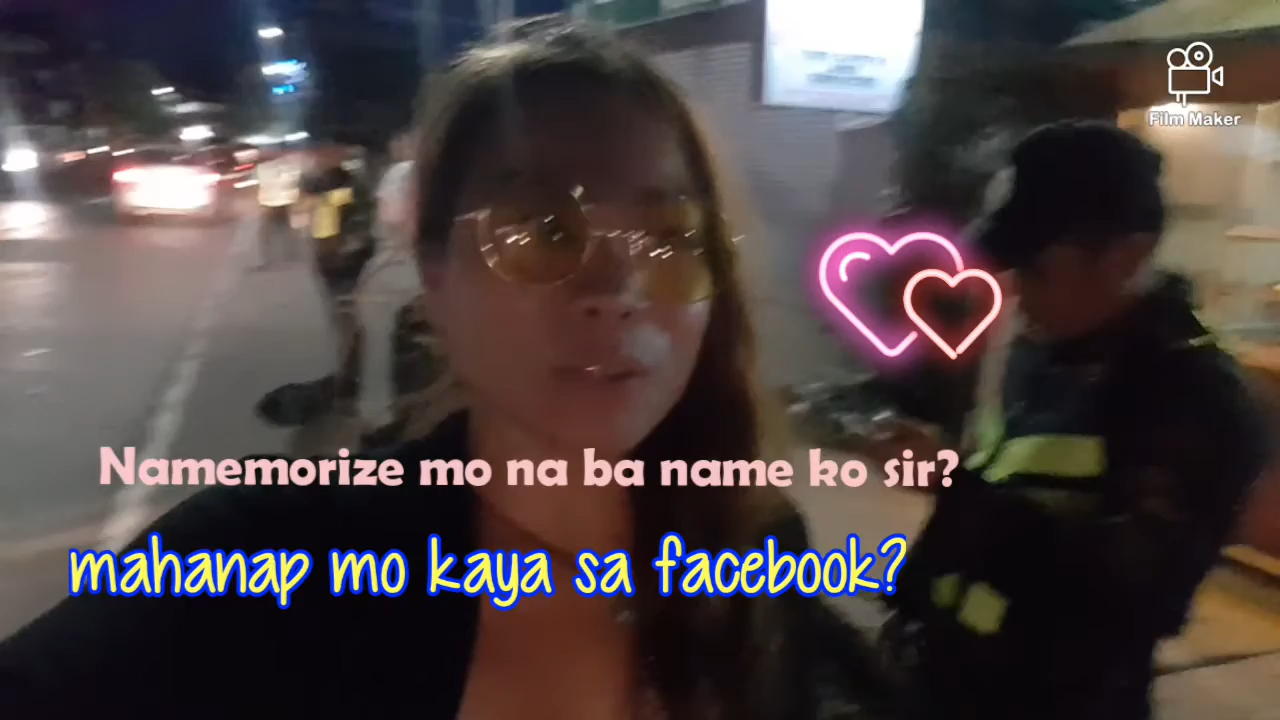 Film Maker
Namemorize mo na ba name ko sir?
mahanap mo kaya sa facebook?